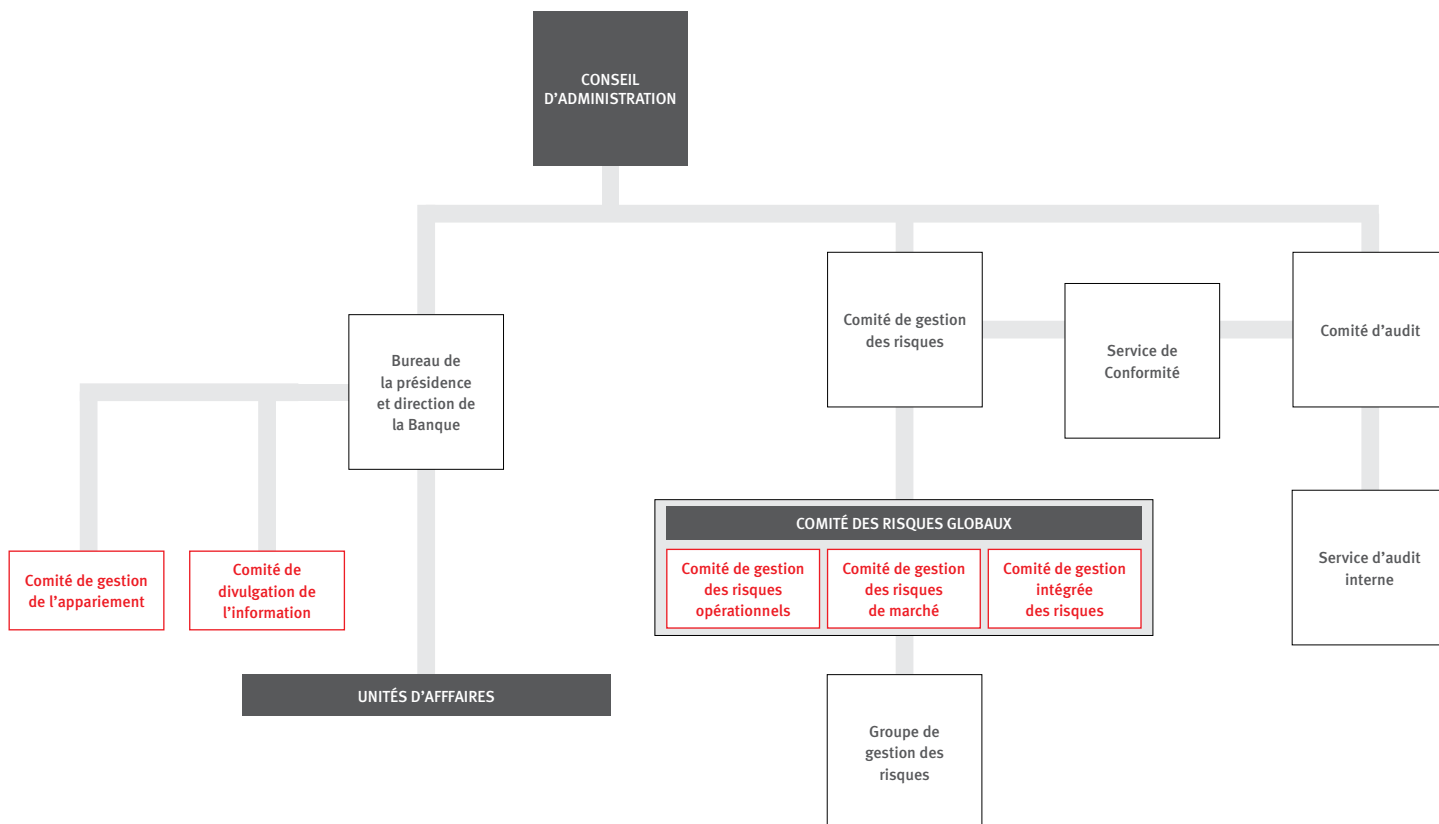 CONSEIL
D’ADMINISTRATION
Comité de gestion
des risques
Service de
Conformité
Comité d’audit
Bureau de
la présidence
et direction de
la Banque
COMITÉ DES RISQUES GLOBAUX
Comité de gestion
de l’appariement
Comité de
divulgation de
l’information
Comité de gestion
des risques
opérationnels
Comité de gestion
des risques
de marché
Comité de gestion
intégrée
des risques
Service d’audit
interne
UNITÉS D’AFFFAIRES
Groupe de
gestion des
risques